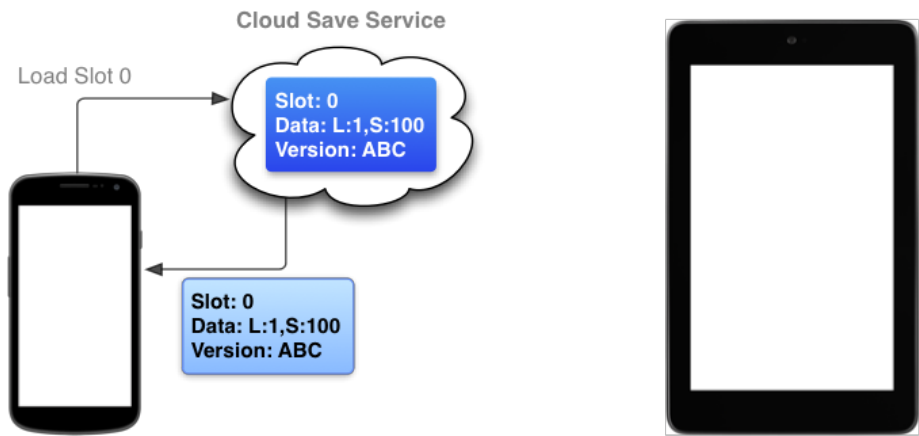 Cloud Save Service
Load Slot 0
Slot: 0
Data: L:1,S:100
Version: ABC
Slot: 0
Data: L:1,S:100
Version: ABC